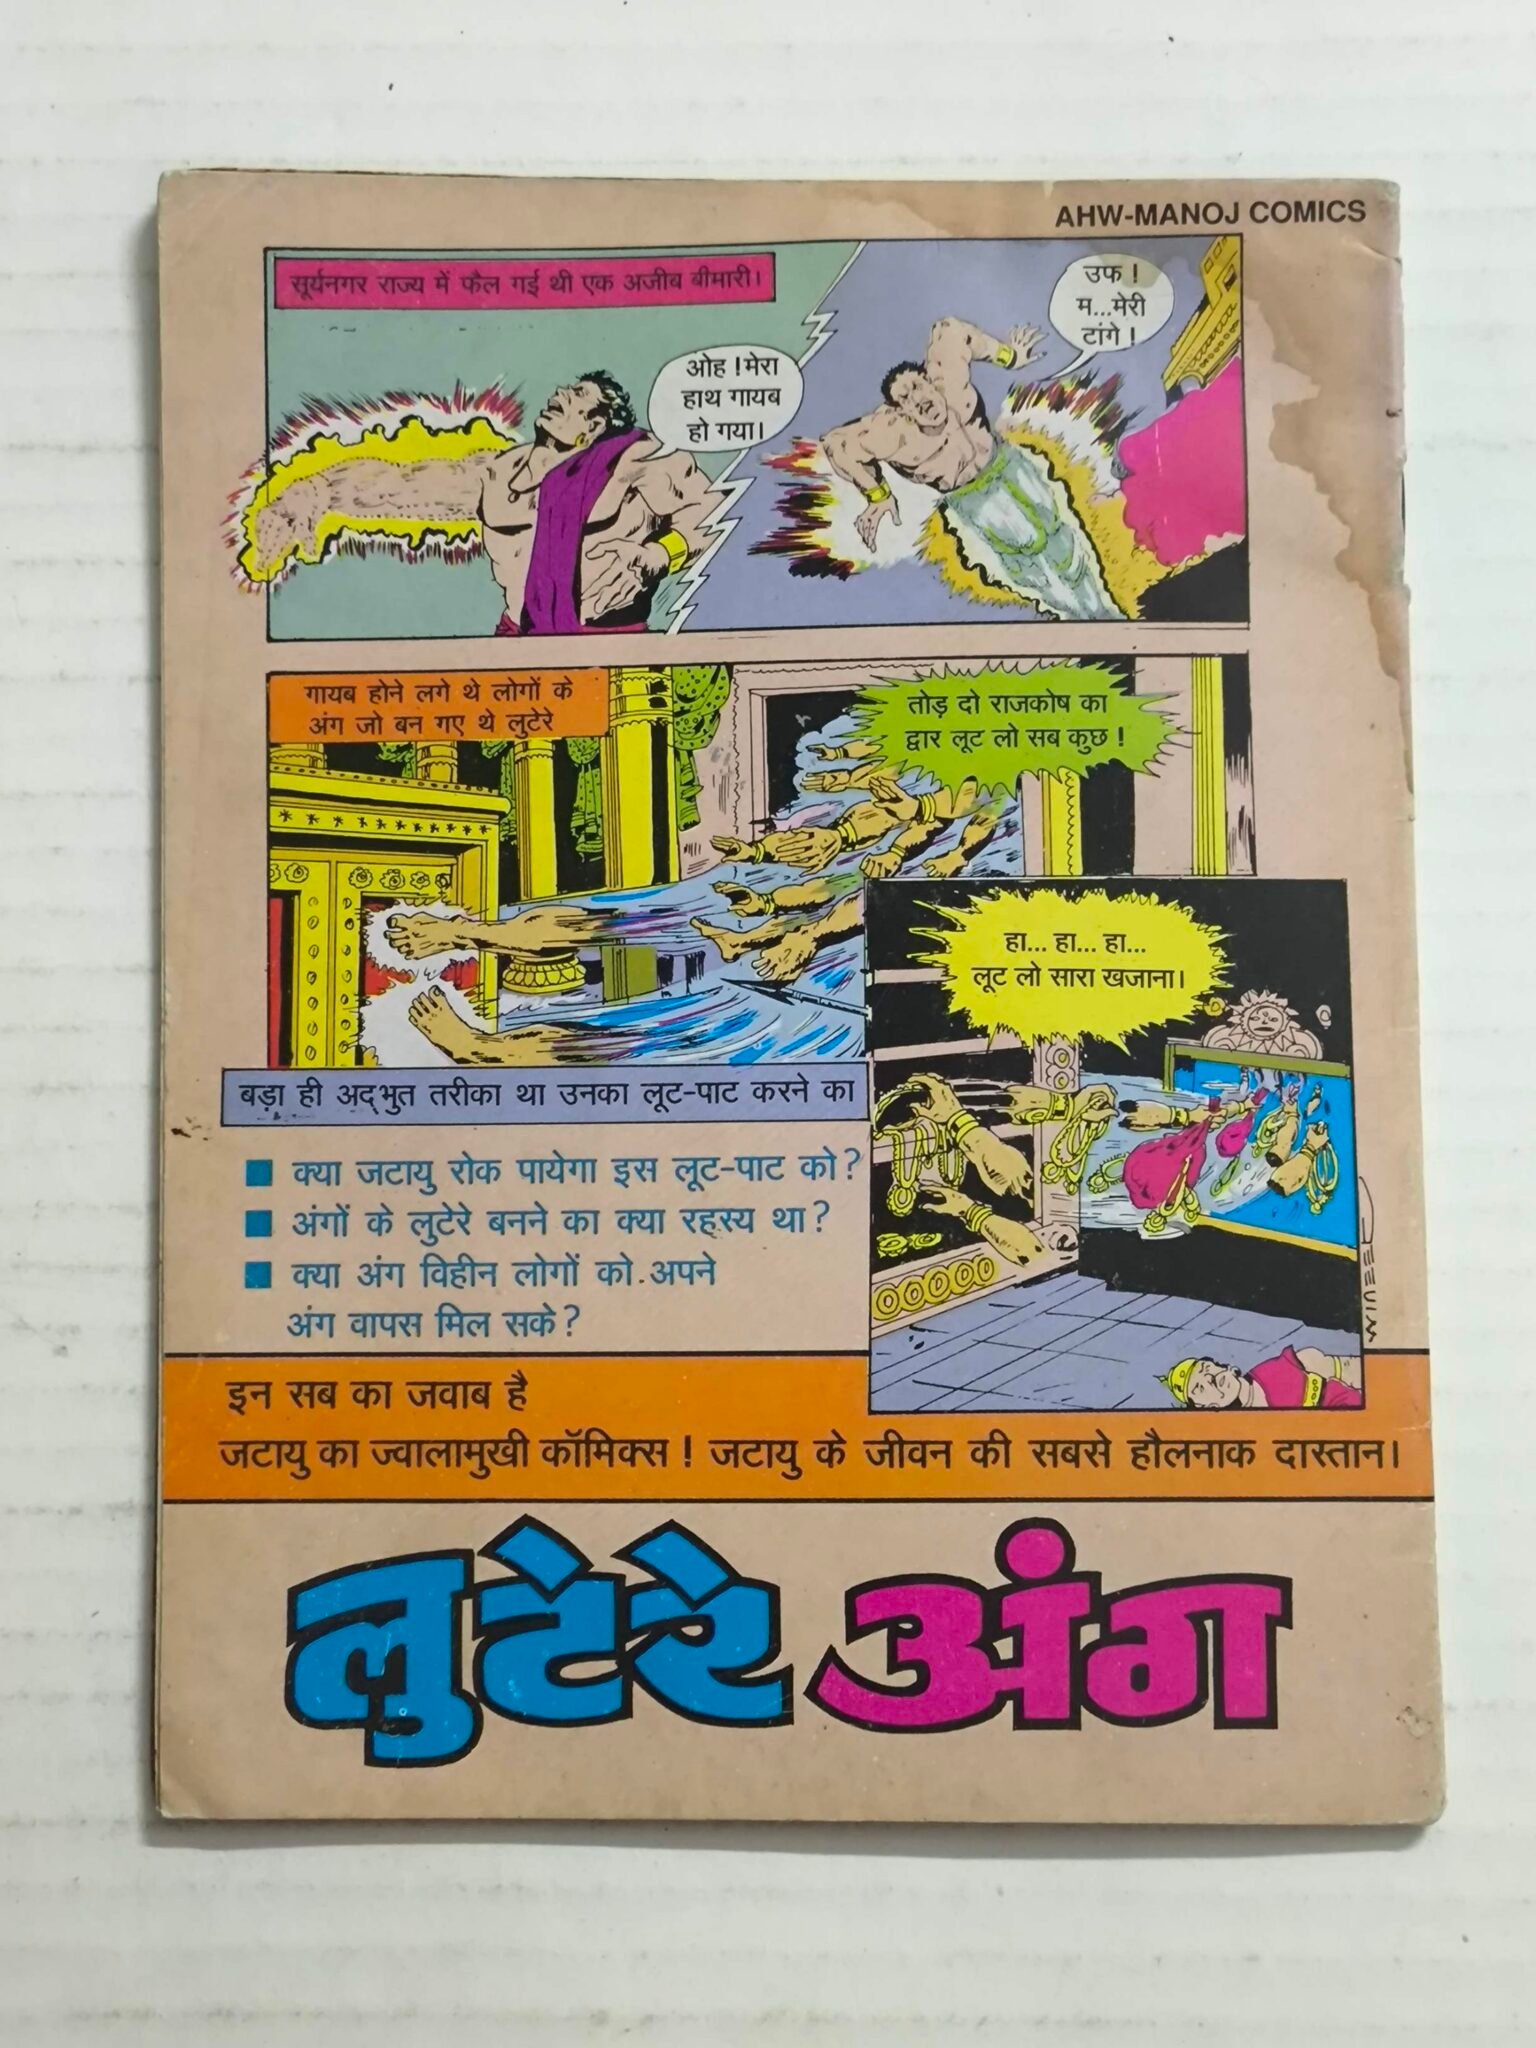 AHW-MANOJ COMICS
सूर्यनगर राज्य में फैल गई थी एक अजीब बीमारी।
ओह ! मेरा
हाथ गायब
हो गया।
उफ !
म...मेरी
टांगे !
गायब होने लगे थे लोगों के
अंग जो बन गए थे लुटेरे
तोड़ दो राजकोष का
द्वार लूट लो सब कुछ !
हा... हा... हा...
लूट लो सारा खजाना।
बड़ा ही अद्भुत तरीका था उनका लूट-पाट करने का
■ क्या जटायु रोक पायेगा इस लूट-पाट को?
■ अंगों के लुटेरे बनने का क्या रहस्य था?
■ क्या अंग विहीन लोगों को अपने
अंग वापस मिल सके?
इन सब का जवाब है
जटायु का ज्वालामुखी कॉमिक्स ! जटायु के जीवन की सबसे हौलनाक दास्तान।
लुटेरे अंग